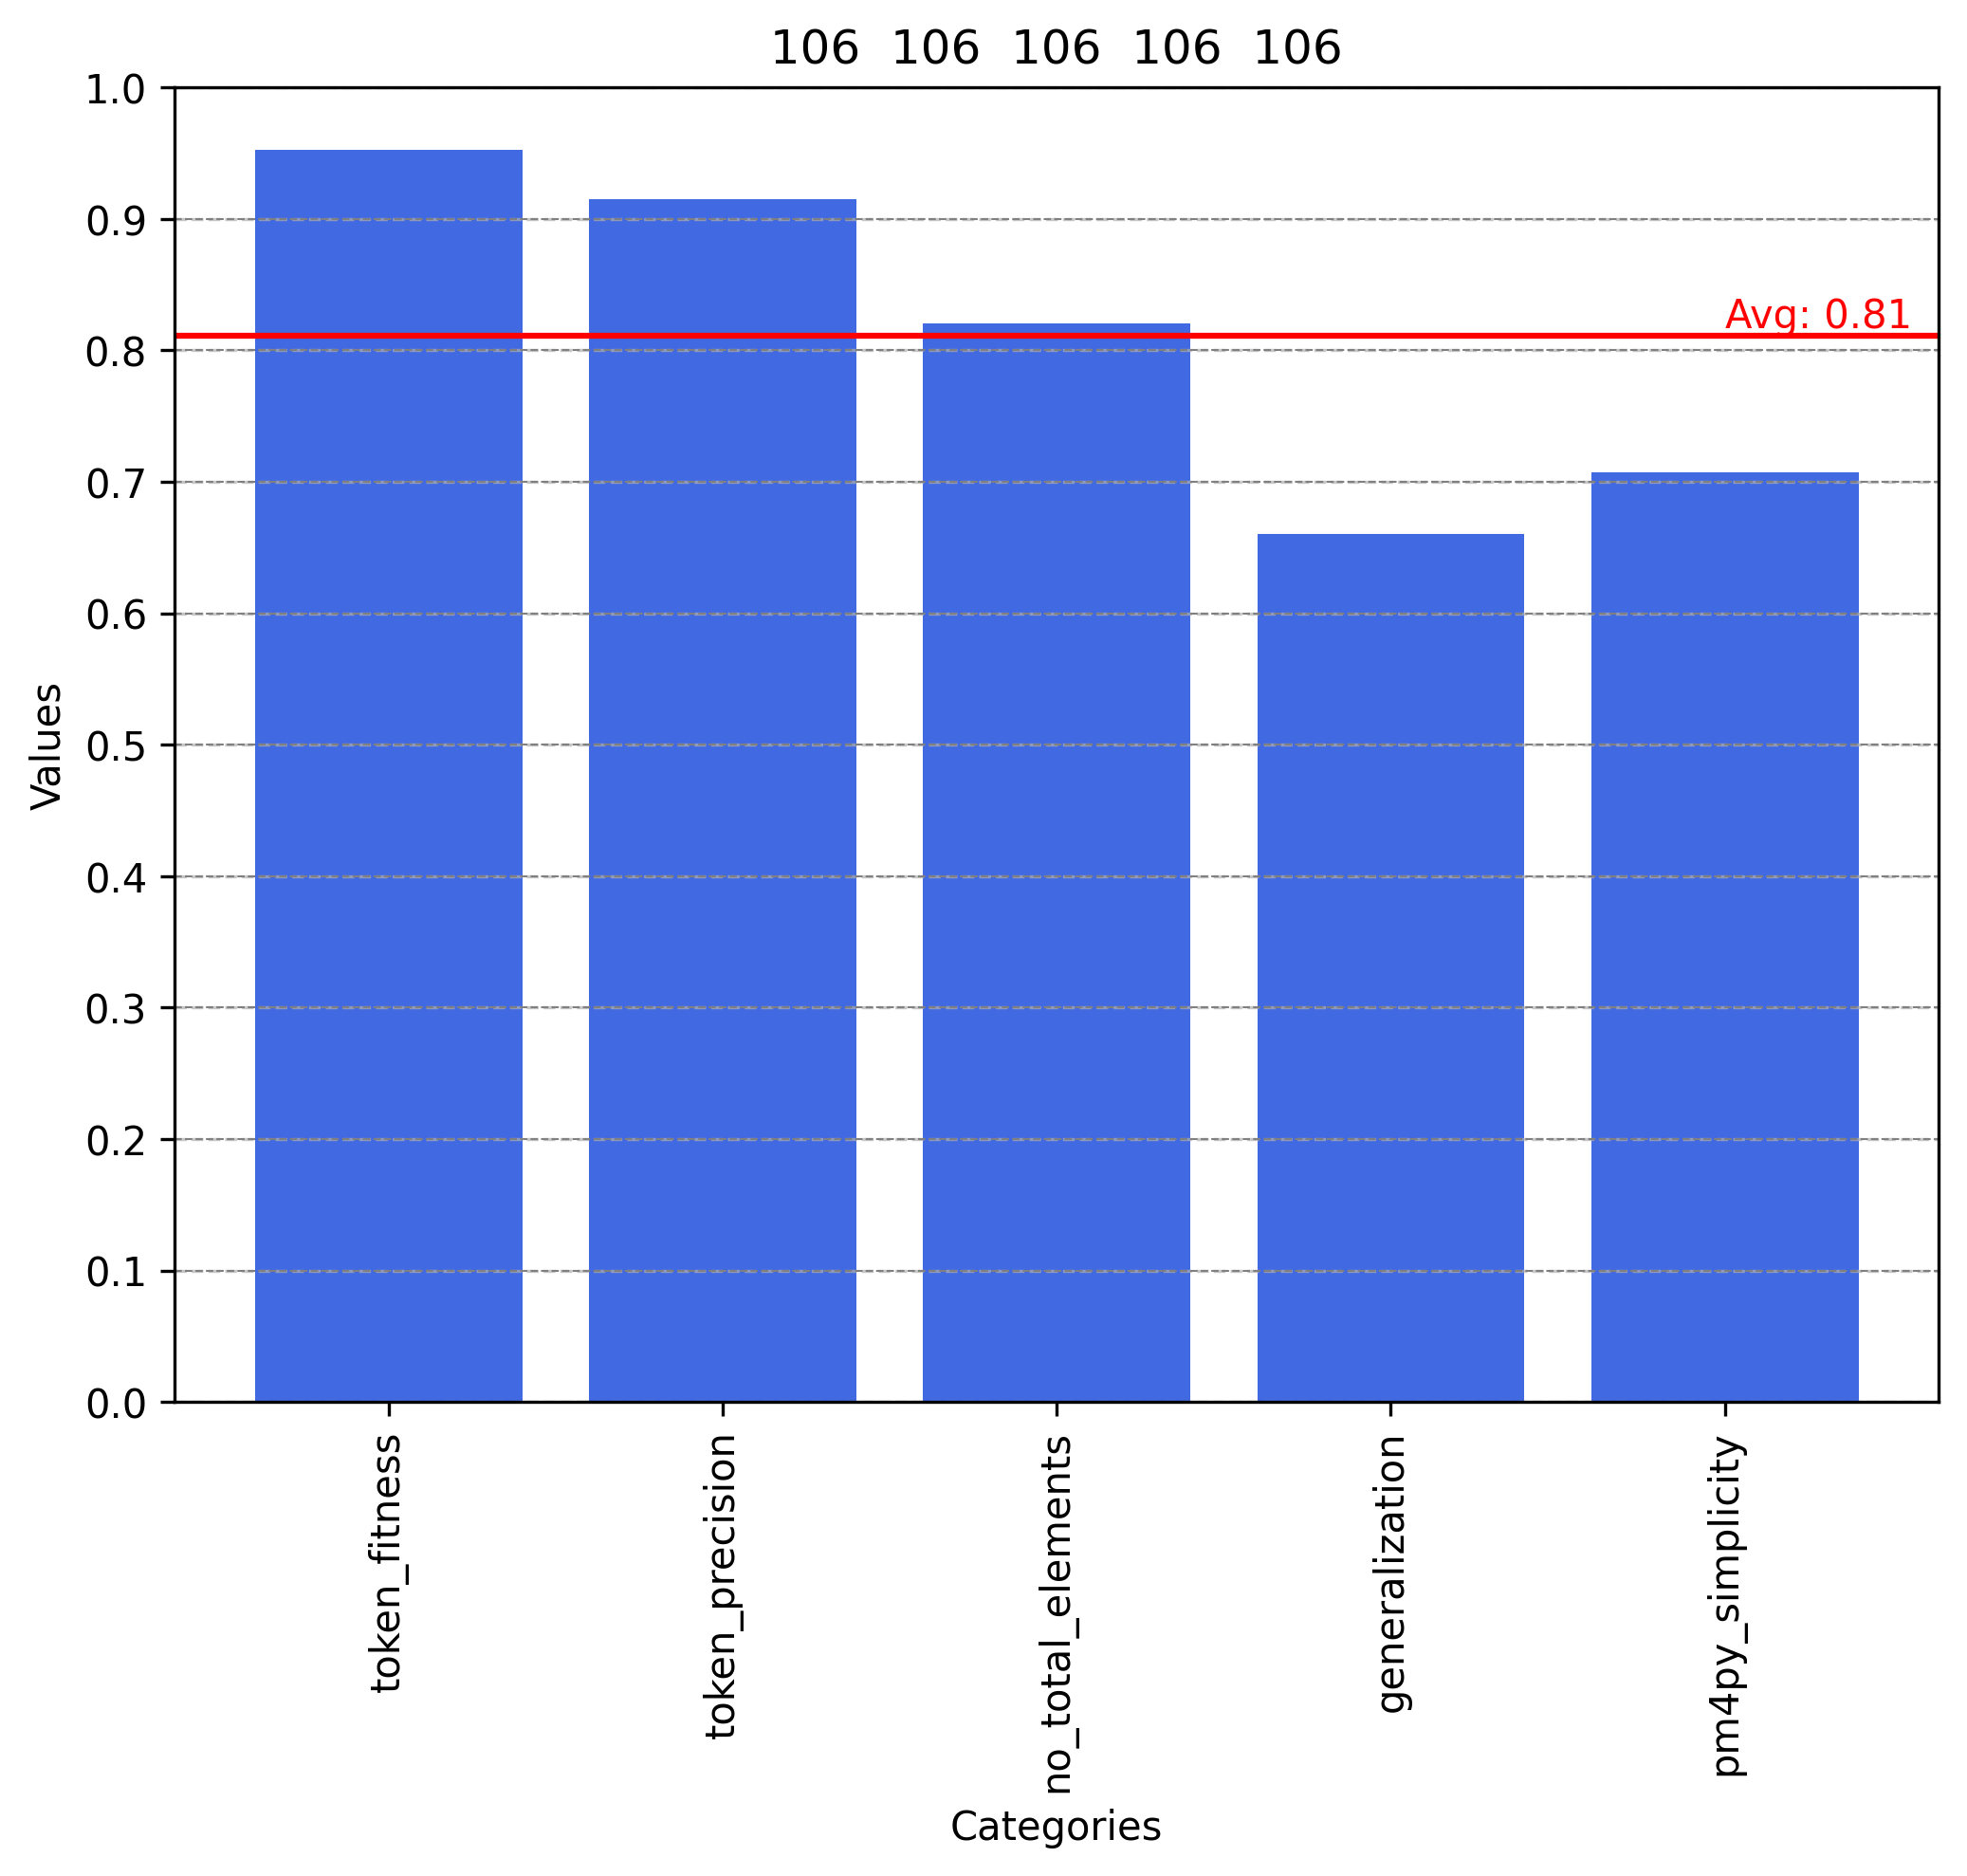 106  106  106  106  106
1.0
0.9
0.8
0.7
0.6
0.5
0.4
0.3
0.2
0.1
0.0
Values
Avg: 0.81
token_fitness
token_precision
no_total_elements
generalization
pm4py_simplicity
Categories